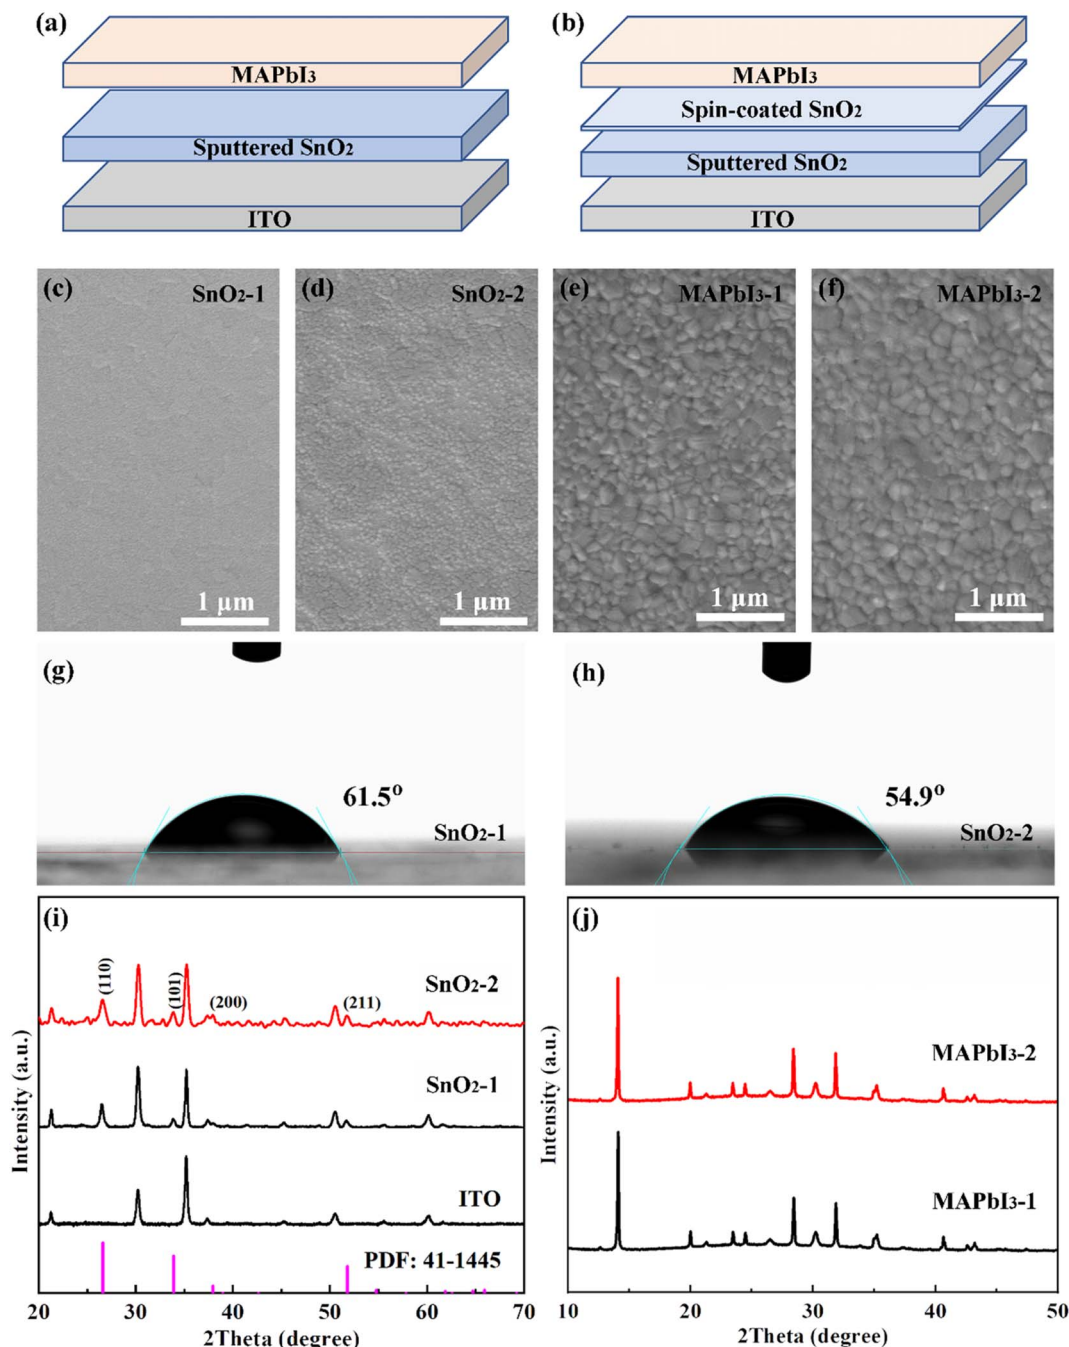 (a)
MAPbI3
Sputtered SnO2
ITO
(b)
MAPbI3
Spin-coated SnO2
Sputtered SnO2
ITO
(c)
SnO2-1
1 µm
(d)
SnO2-2
1 µm
(e)
MAPbI3-1
1 µm
(f)
MAPbI3-2
1 µm
(g)
61.5°
SnO2-1
(h)
54.9°
SnO2-2
(i)
(110)
(101)
(200)
(211)
SnO2-2
SnO2-1
ITO
PDF: 41-1445
Intensity (a.u.)
20 30 40 50 60 70
2Theta (degree)
(j)
MAPbI3-2
MAPbI3-1
Intensity (a.u.)
10 20 30 40 50
2Theta (degree)